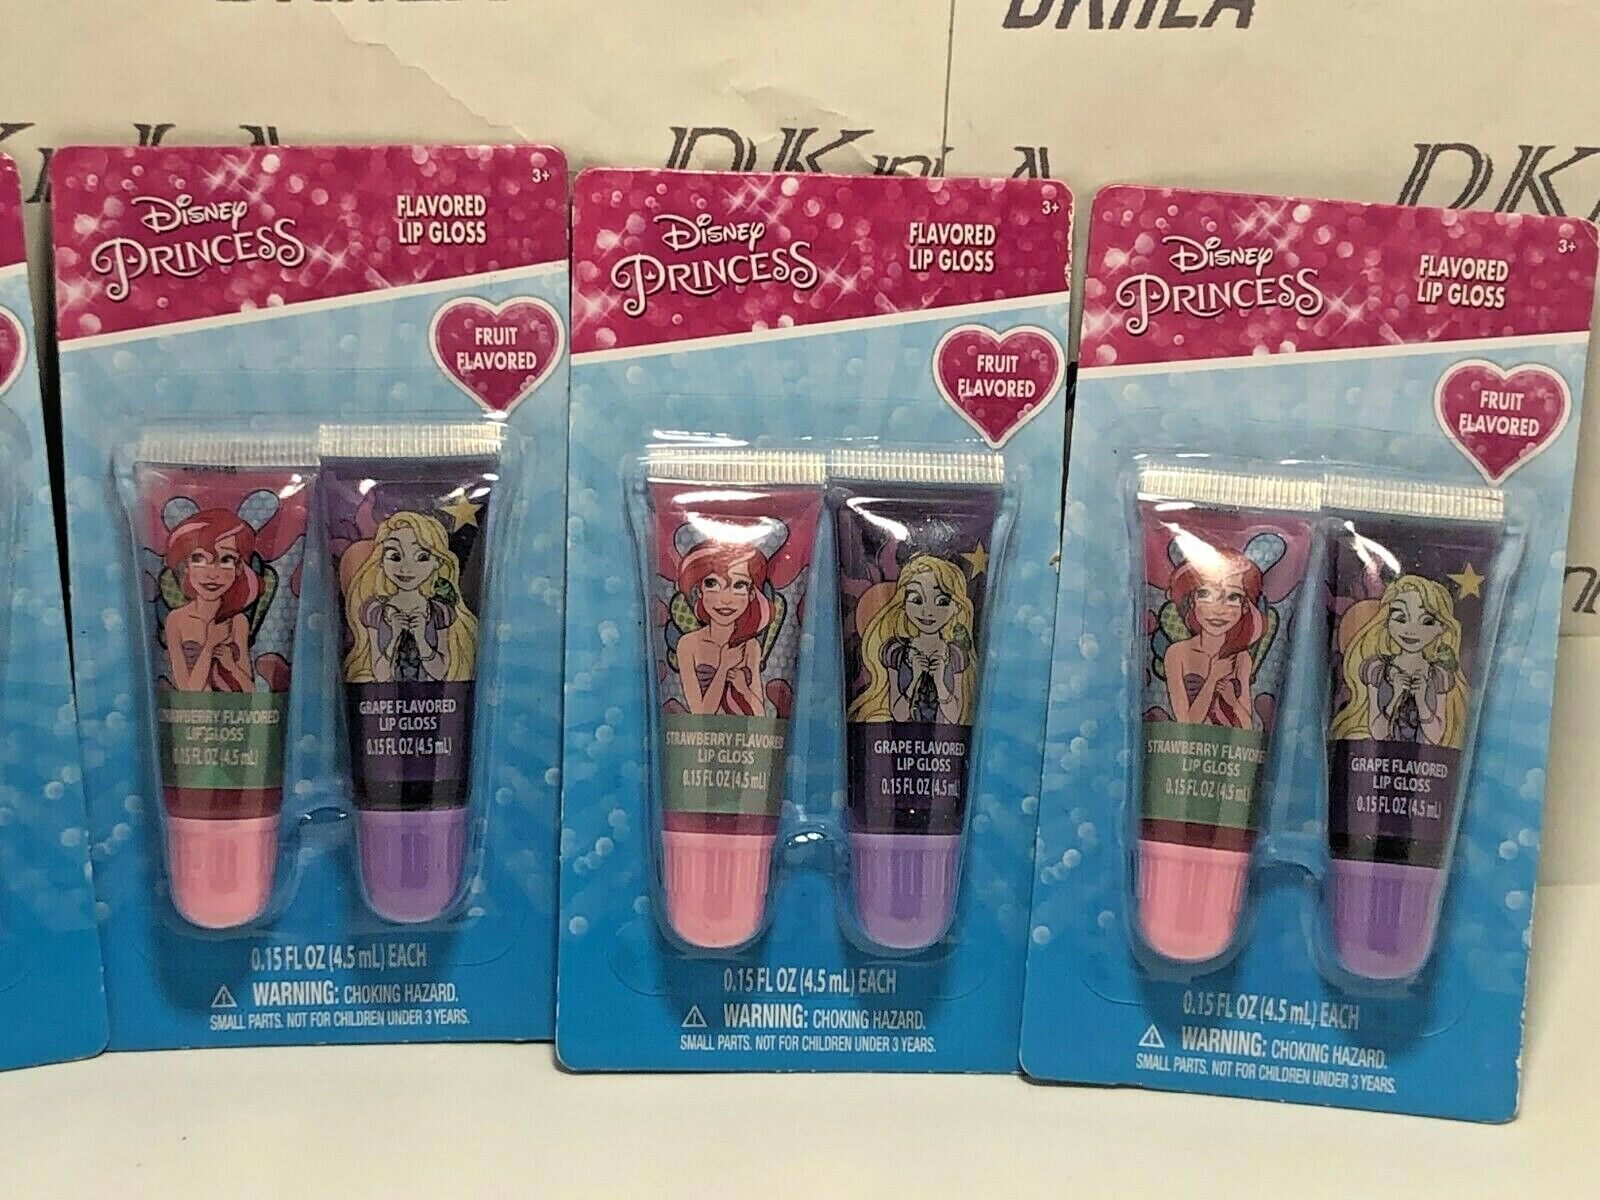 DKnLA
DKnLA
3+
DISNEY
PRINCESS
FLAVORED
LIP GLOSS
FRUIT
FLAVORED
STRAWBERRY FLAVORED
LIP GLOSS
0.15 FL OZ (4.5 mL)
GRAPE FLAVORED
LIP GLOSS
0.15 FL OZ (4.5 mL)
0.15 FL OZ (4.5 mL) EACH
⚠ WARNING: CHOKING HAZARD.
SMALL PARTS. NOT FOR CHILDREN UNDER 3 YEARS.
3+
DISNEY
PRINCESS
FLAVORED
LIP GLOSS
FRUIT
FLAVORED
STRAWBERRY FLAVORED
LIP GLOSS
0.15 FL OZ (4.5 mL)
GRAPE FLAVORED
LIP GLOSS
0.15 FL OZ (4.5 mL)
0.15 FL OZ (4.5 mL) EACH
⚠ WARNING: CHOKING HAZARD.
SMALL PARTS. NOT FOR CHILDREN UNDER 3 YEARS.
3+
DISNEY
PRINCESS
FLAVORED
LIP GLOSS
FRUIT
FLAVORED
STRAWBERRY FLAVORED
LIP GLOSS
0.15 FL OZ (4.5 mL)
GRAPE FLAVORED
LIP GLOSS
0.15 FL OZ (4.5 mL)
0.15 FL OZ (4.5 mL) EACH
⚠ WARNING: CHOKING HAZARD.
SMALL PARTS. NOT FOR CHILDREN UNDER 3 YEARS.